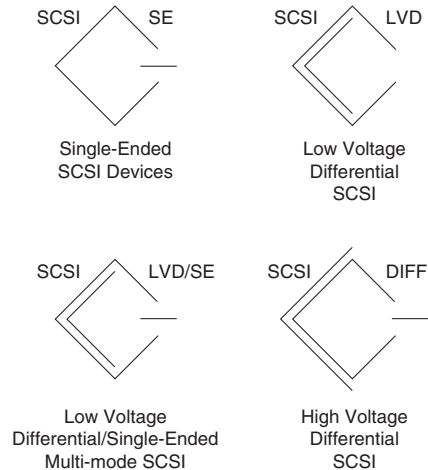 SCSI SE
Single-Ended
SCSI Devices
SCSI LVD
Low Voltage
Differential
SCSI
SCSI LVD/SE
Low Voltage
Differential/Single-Ended
Multi-mode SCSI
SCSI DIFF
High Voltage
Differential
SCSI